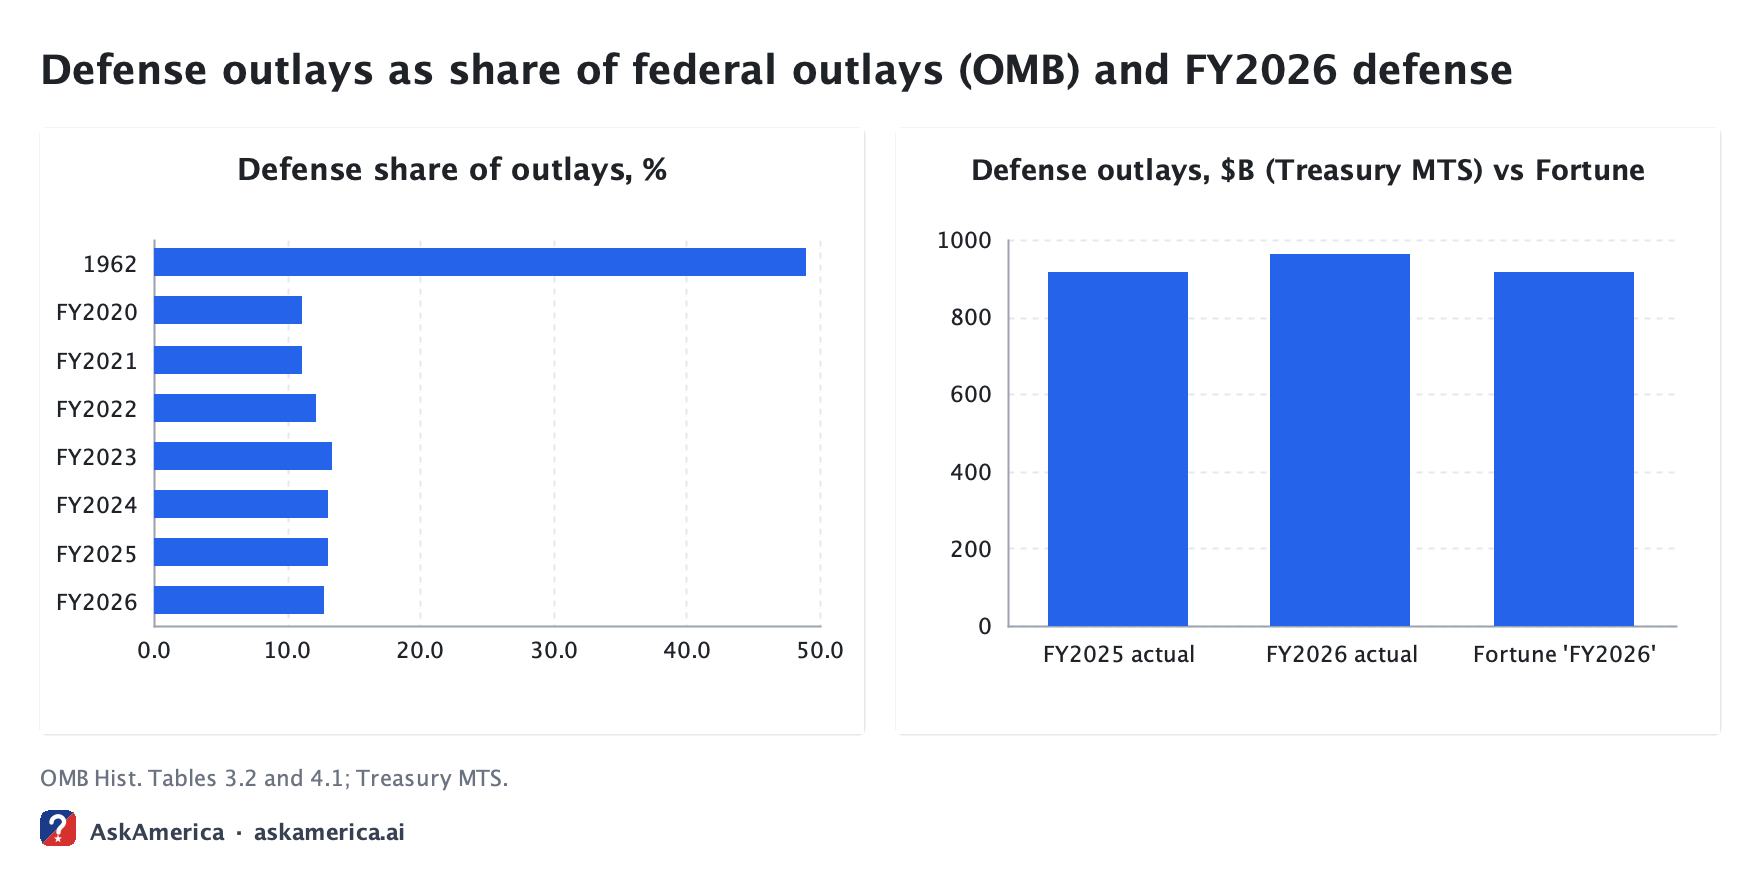 Defense outlays as share of federal outlays (OMB) and FY2026 defense
Defense share of outlays, %
1962
FY2020
FY2021
FY2022
FY2023
FY2024
FY2025
FY2026
0.0 10.0 20.0 30.0 40.0 50.0
Defense outlays, $B (Treasury MTS) vs Fortune
1000
800
600
400
200
0
FY2025 actual FY2026 actual Fortune 'FY2026'
OMB Hist. Tables 3.2 and 4.1; Treasury MTS.
AskAmerica · askamerica.ai